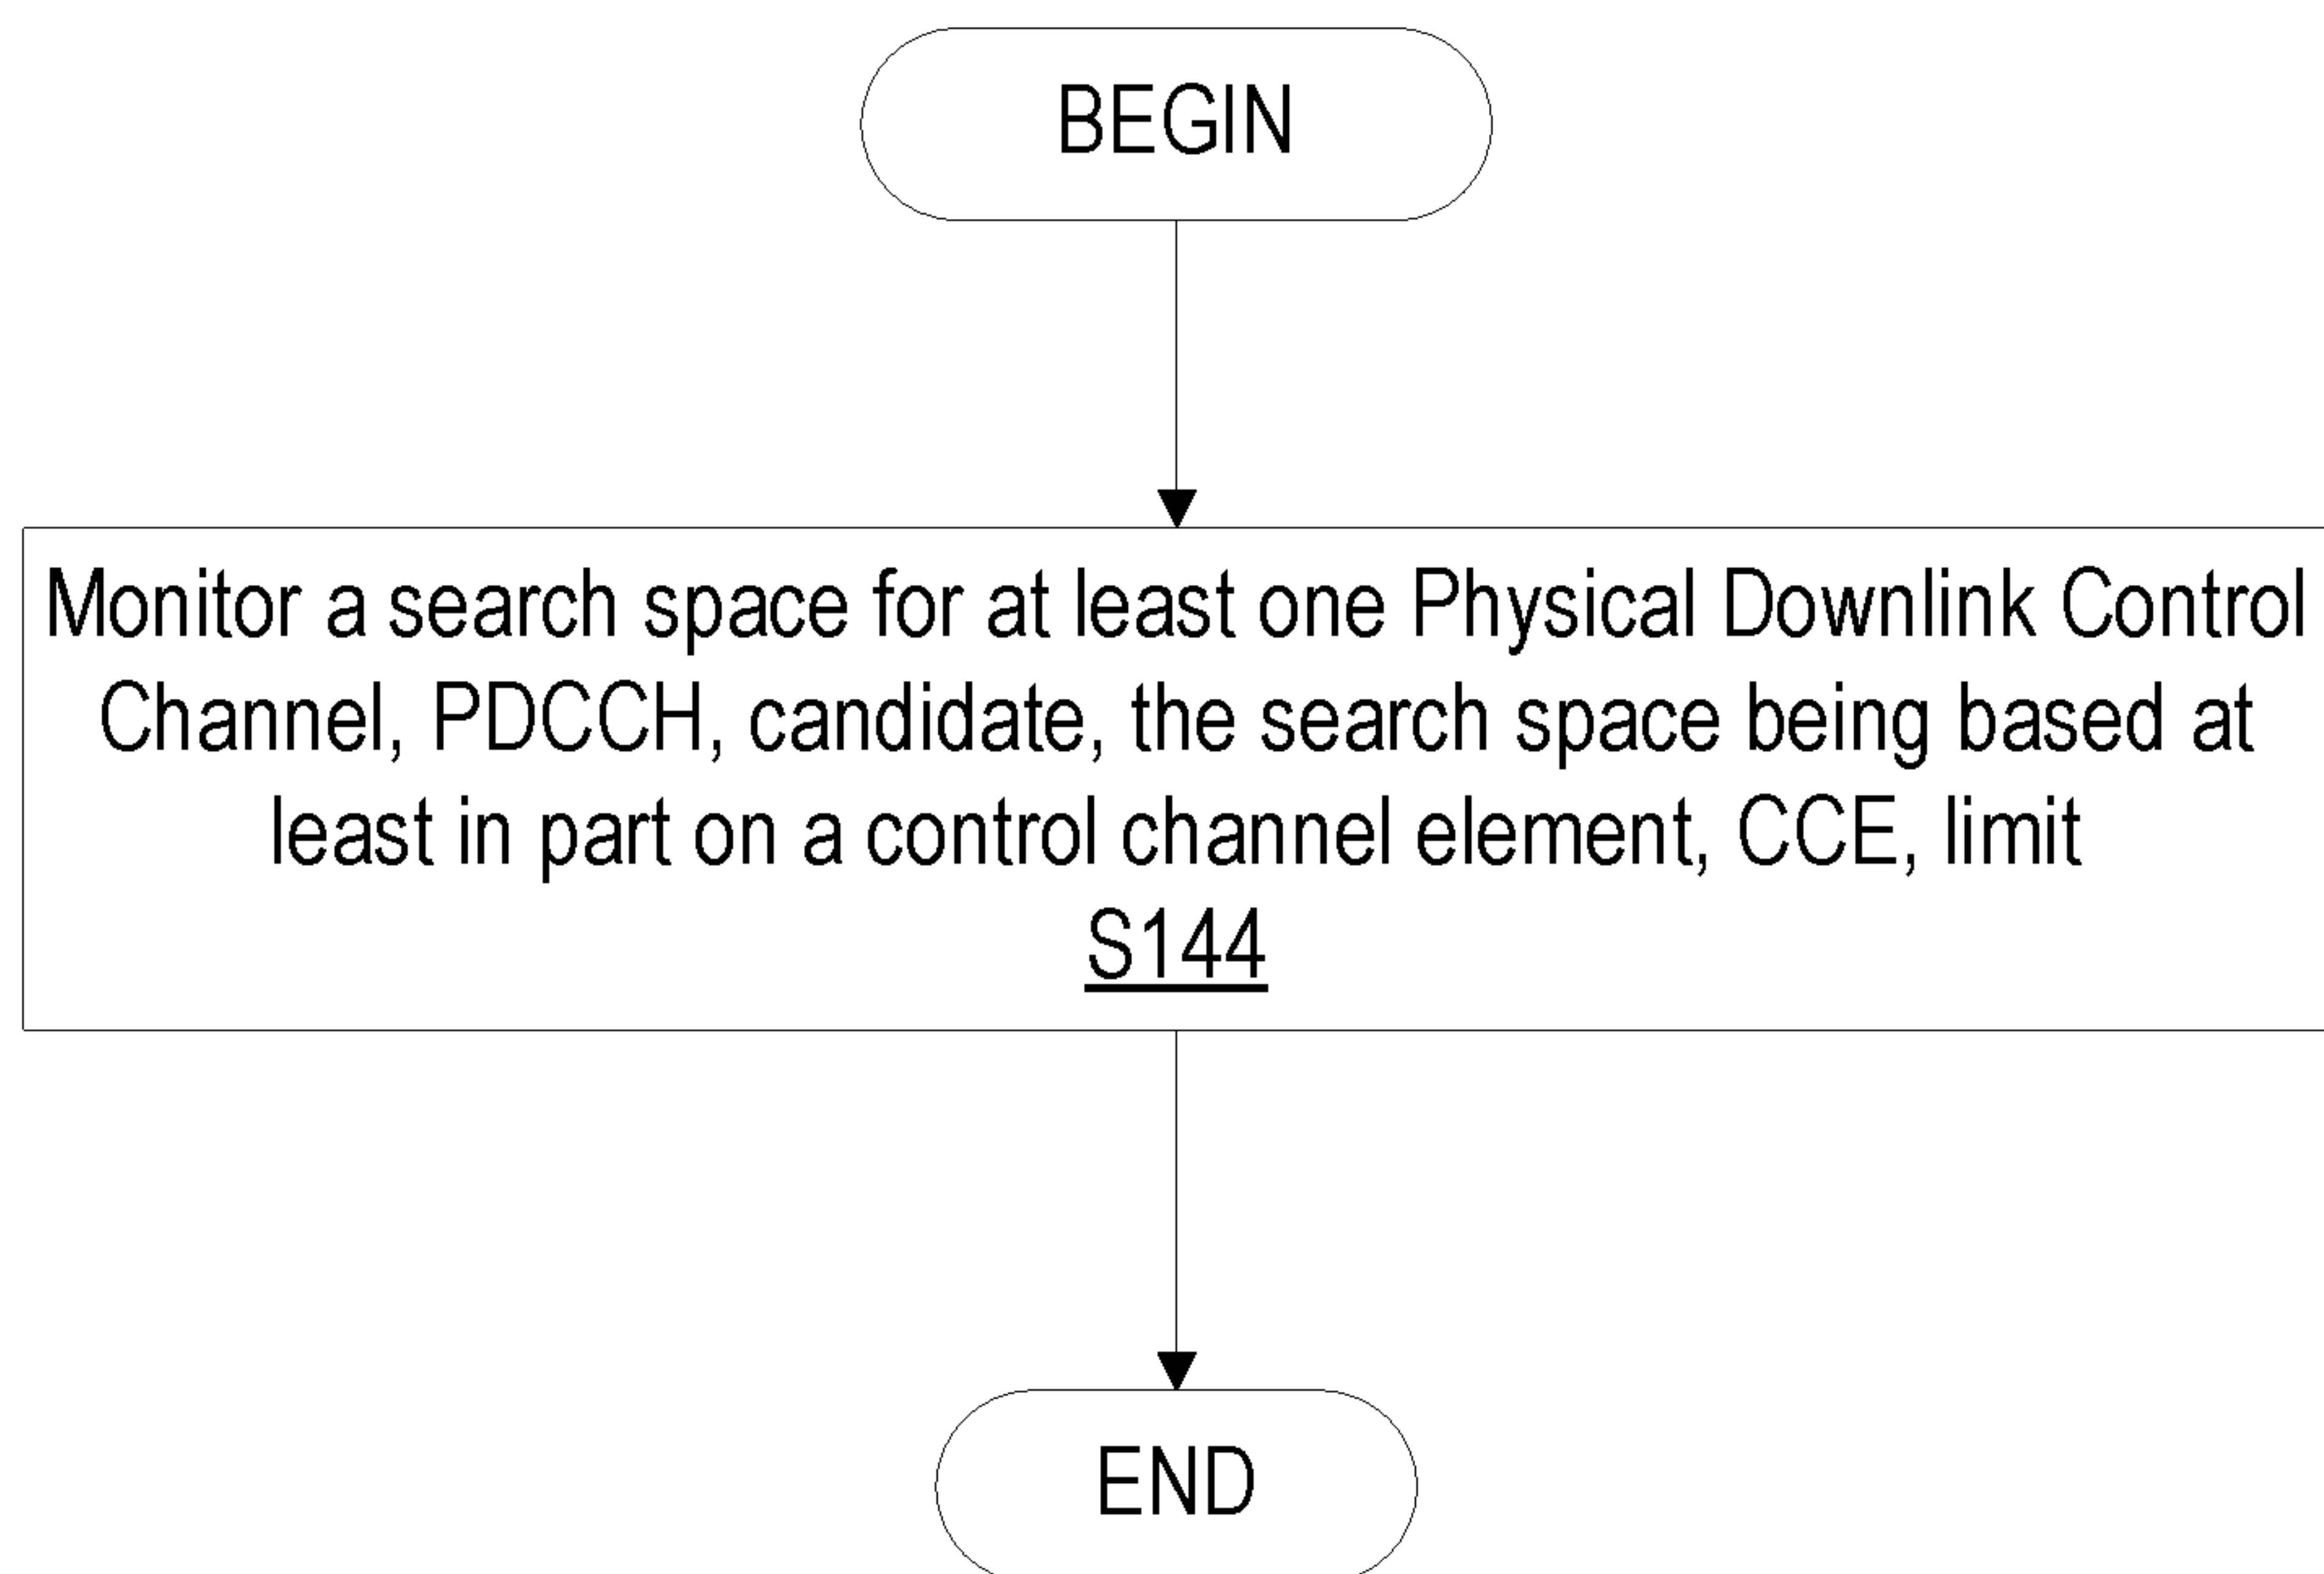 BEGIN
Monitor a search space for at least one Physical Downlink Control
Channel, PDCCH, candidate, the search space being based at
least in part on a control channel element, CCE, limit
S144
END